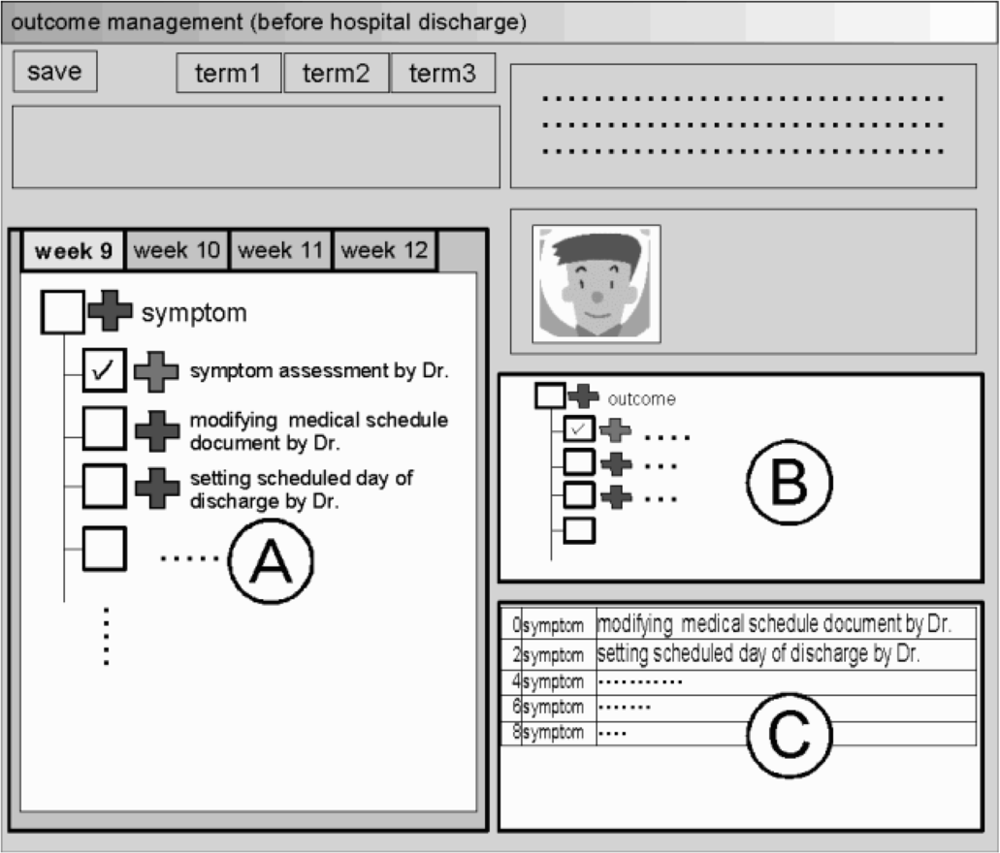 outcome management (before hospital discharge)
save
term1 term2 term3
week 9 week 10 week 11 week 12
symptom
symptom assessment by Dr.
modifying medical schedule
document by Dr.
setting scheduled day of
discharge by Dr.
.....
A
outcome
....
...
...
B
0 symptom modifying medical schedule document by Dr.
2 symptom setting scheduled day of discharge by Dr.
4 symptom ...........
6 symptom .......
8 symptom ....
C